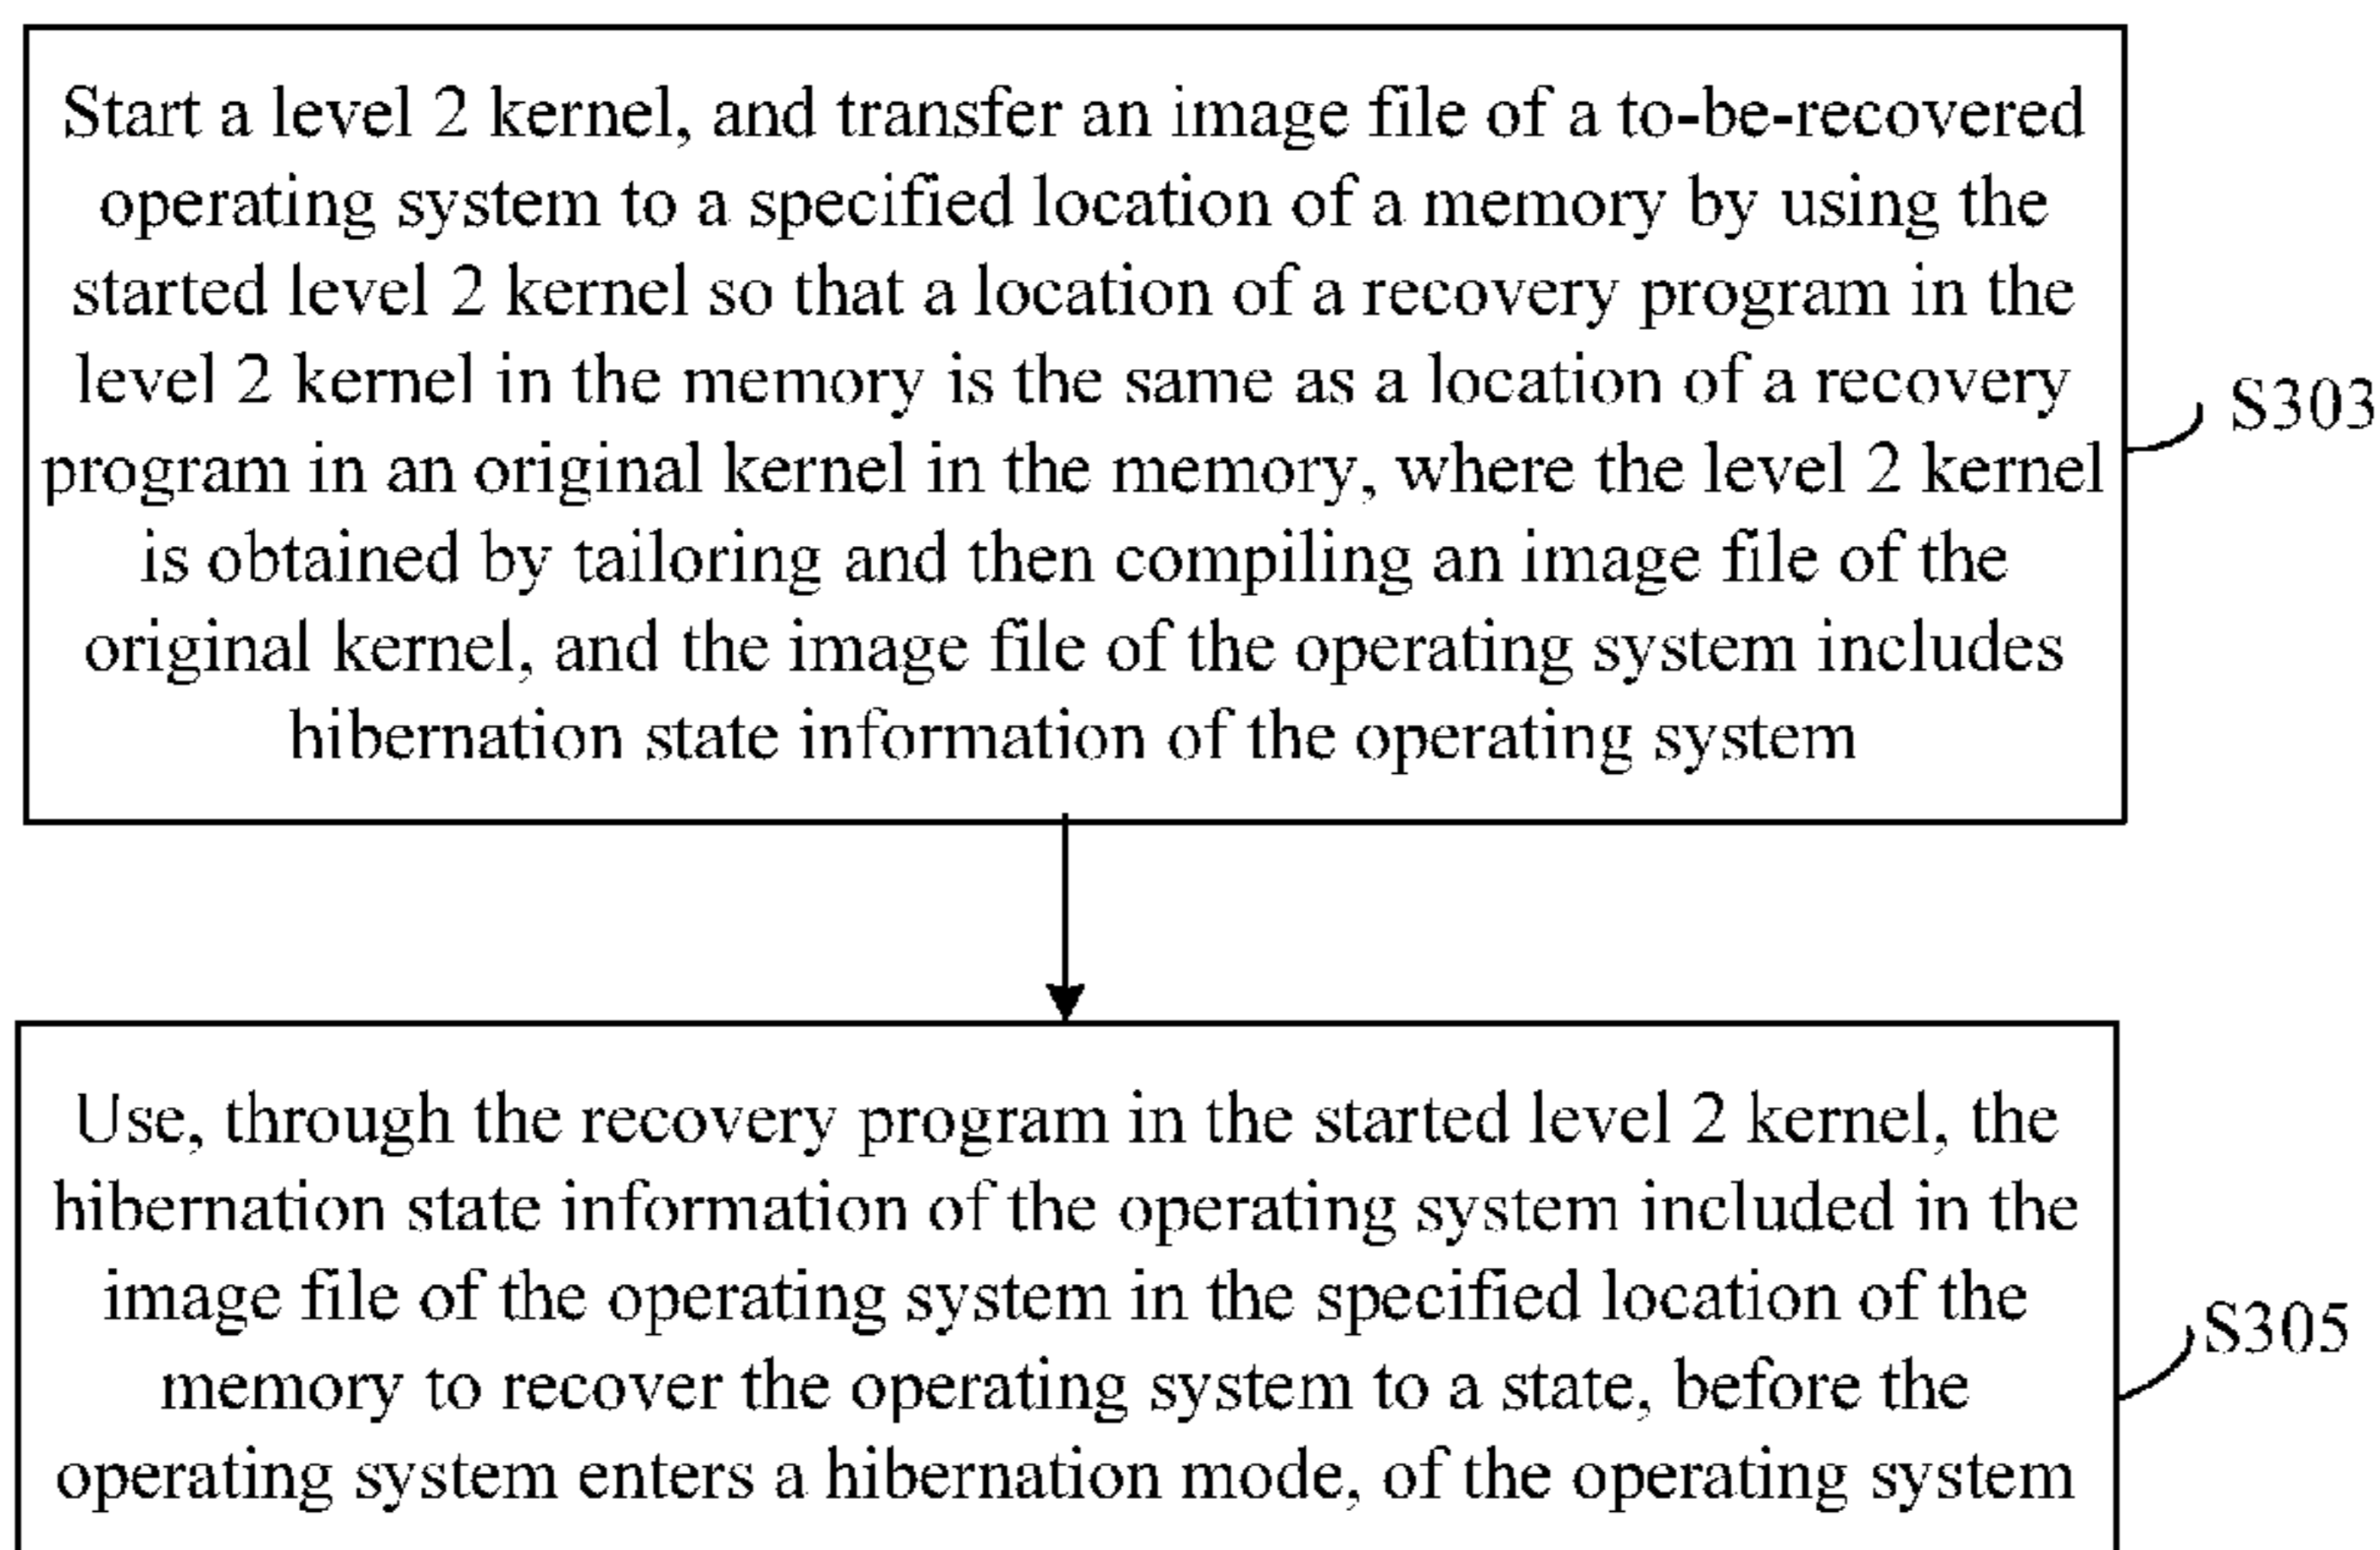 Start a level 2 kernel, and transfer an image file of a to-be-recovered
operating system to a specified location of a memory by using the
started level 2 kernel so that a location of a recovery program in the
level 2 kernel in the memory is the same as a location of a recovery
program in an original kernel in the memory, where the level 2 kernel
is obtained by tailoring and then compiling an image file of the
original kernel, and the image file of the operating system includes
hibernation state information of the operating system
S303
Use, through the recovery program in the started level 2 kernel, the
hibernation state information of the operating system included in the
image file of the operating system in the specified location of the
memory to recover the operating system to a state, before the
operating system enters a hibernation mode, of the operating system
S305